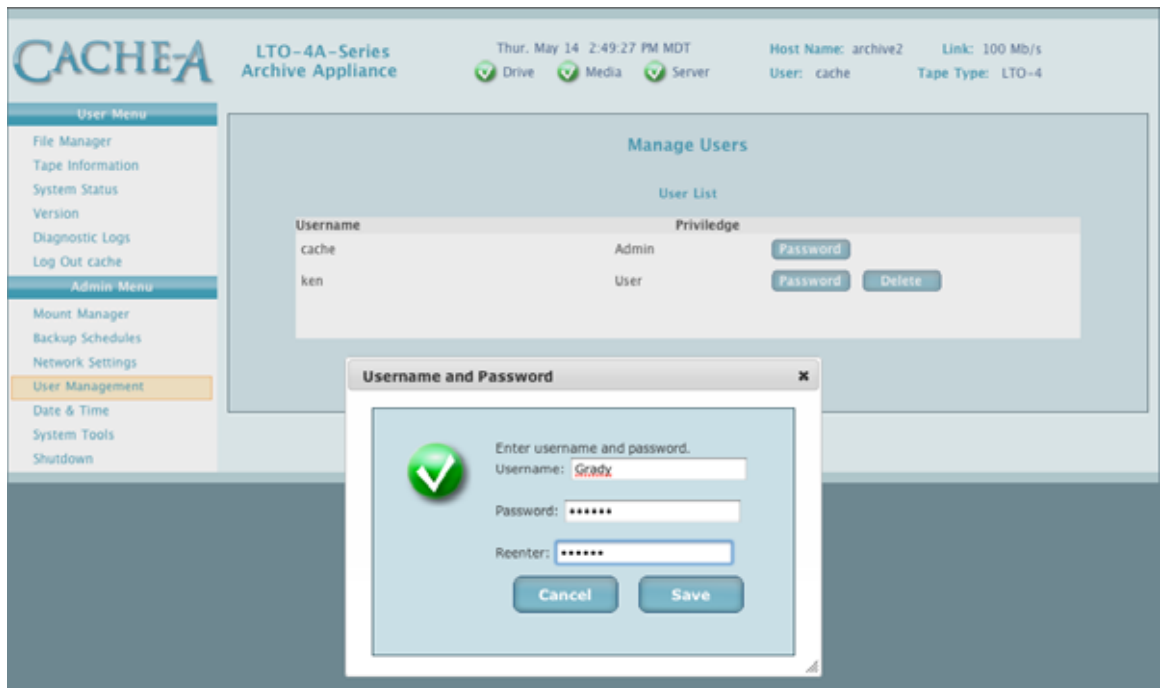 CACHE-A
LTO-4A-Series
Archive Appliance
Thur. May 14 2:49:27 PM MDT
Drive Media Server
Host Name: archive2 Link: 100 Mb/s
User: cache Tape Type: LTO-4
User Menu
File Manager
Tape Information
System Status
Version
Diagnostic Logs
Log Out cache
Admin Menu
Mount Manager
Backup Schedules
Network Settings
User Management
Date & Time
System Tools
Shutdown
Manage Users
User List
Username Priviledge
cache Admin Password
ken User Password Delete
Username and Password
Enter username and password.
Username: Grady
Password: ••••••
Reenter: ••••••
Cancel Save